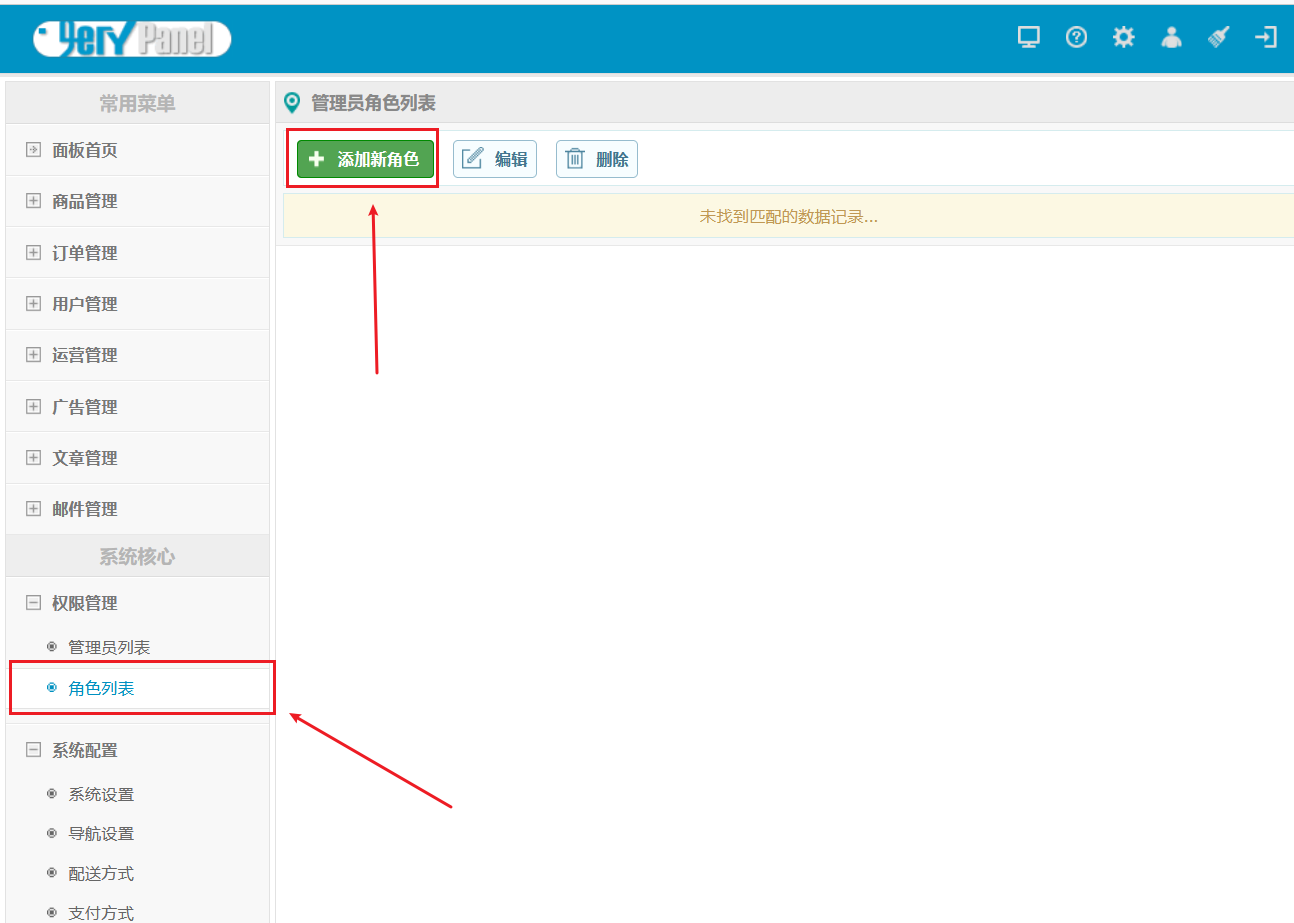 Yery Panel
常用菜单
面板首页
商品管理
订单管理
用户管理
运营管理
广告管理
文章管理
邮件管理
系统核心
权限管理
管理员列表
角色列表
系统配置
系统设置
导航设置
配送方式
支付方式
管理员角色列表
添加新角色 编辑 删除
未找到匹配的数据记录...